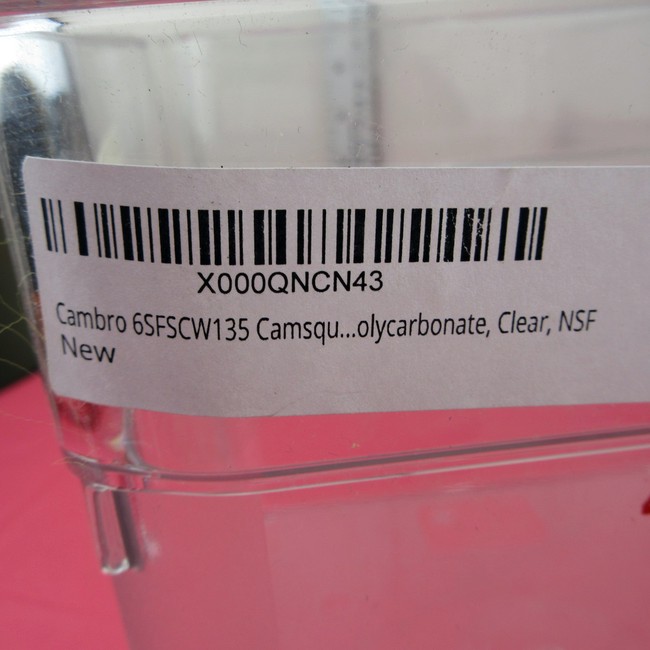 X000QNCN43
Cambro 6SFSCW135 Camsqu...olycarbonate, Clear, NSF
New